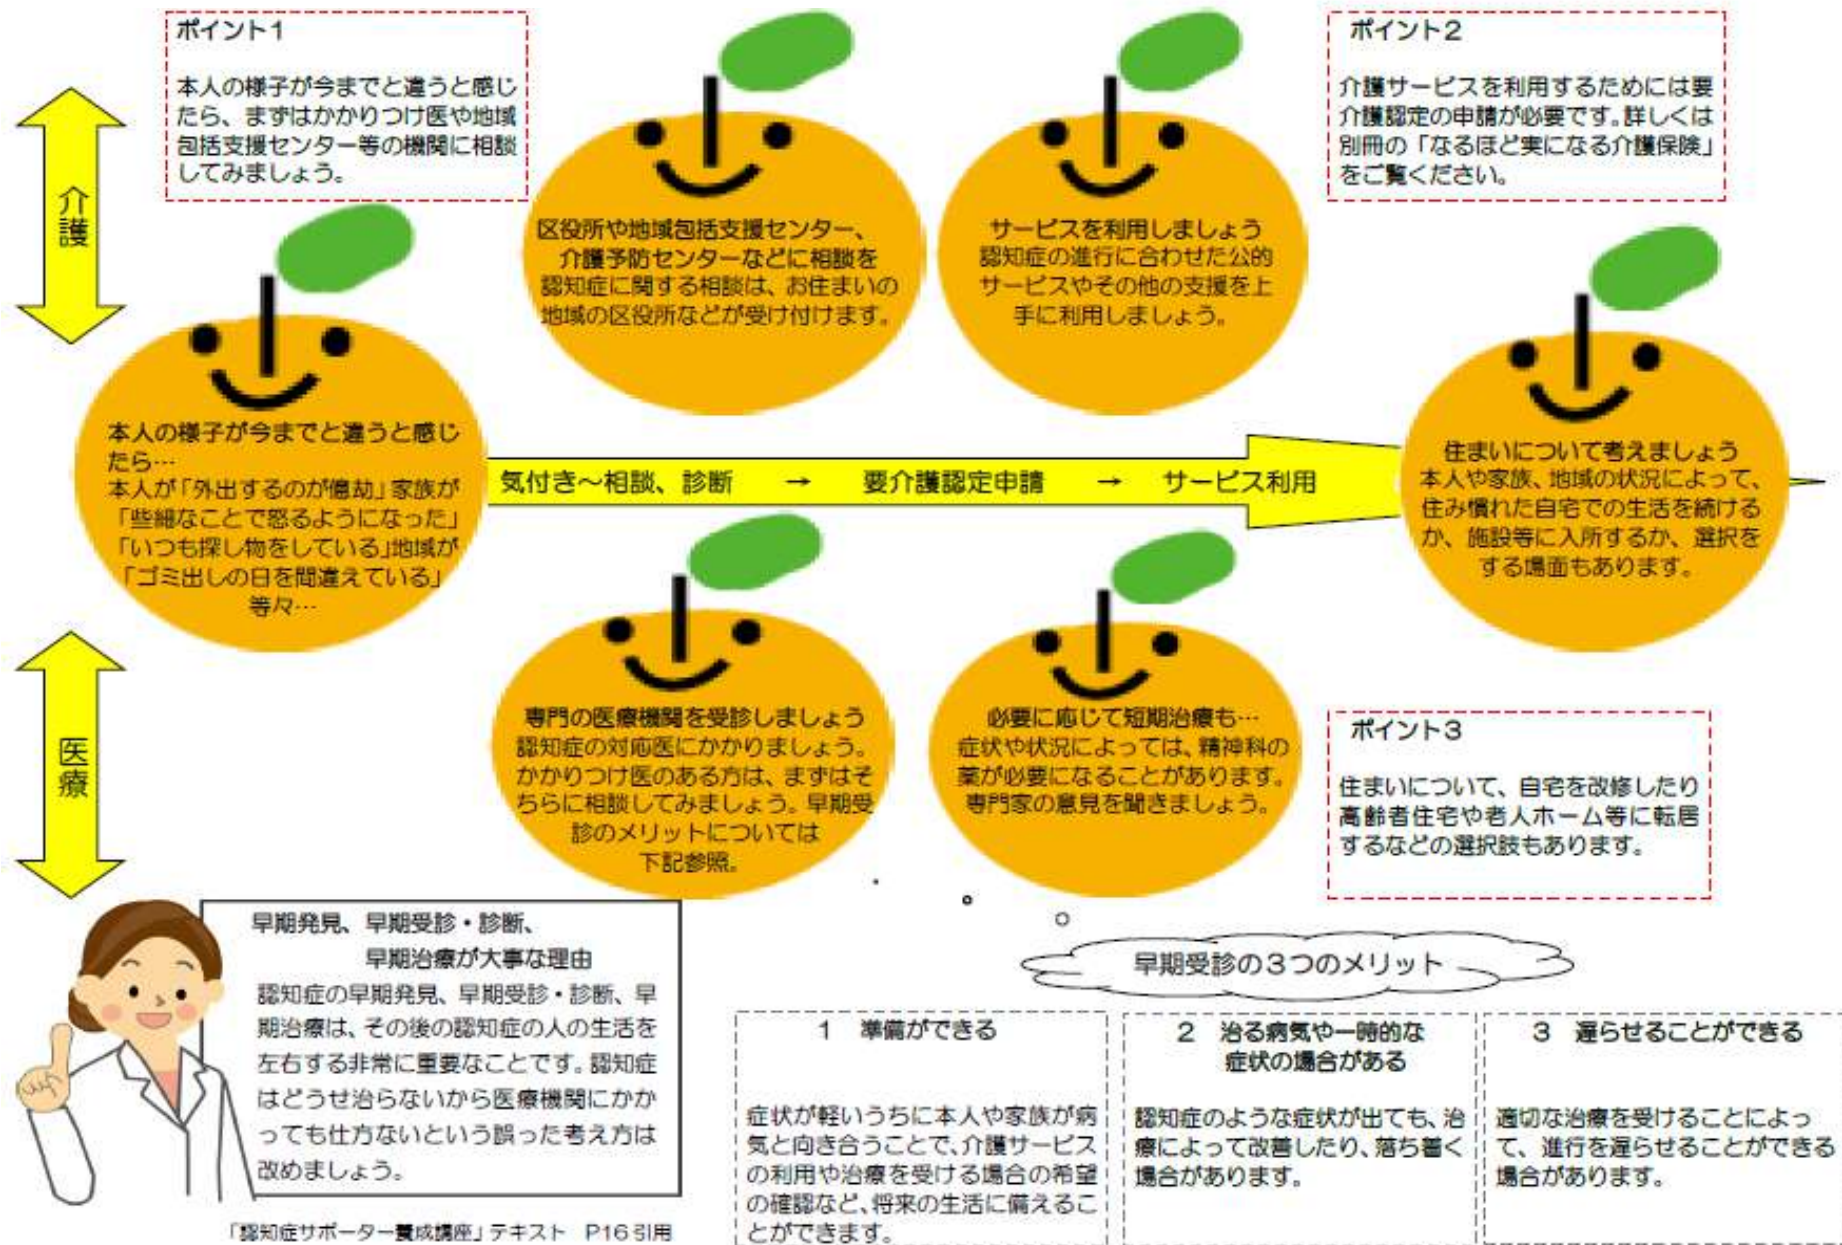 ポイント1
本人の様子が今までと違うと感じ
たら、まずはかかりつけ医や地域
包括支援センター等の機関に相談
してみましょう。
区役所や地域包括支援センター、
介護予防センターなどに相談を
認知症に関する相談は、お住まいの
地域の区役所などが受け付けます。
サービスを利用しましょう
認知症の進行に合わせた公的
サービスやその他の支援を上
手に利用しましょう。
ポイント2
介護サービスを利用するためには要
介護認定の申請が必要です。詳しくは
別冊の「なるほど実になる介護保険」
をご覧ください。
介護
本人の様子が今までと違うと感じ
たら…
本人が「外出するのが億劫」家族が
「些細なことで怒るようになった」
「いつも探し物をしている」地域が
「ゴミ出しの日を間違えている」
等々…
気付き～相談、診断 → 要介護認定申請 → サービス利用
住まいについて考えましょう
本人や家族、地域の状況によって、
住み慣れた自宅での生活を続ける
か、施設等に入所するか、選択を
する場面もあります。
医療
専門の医療機関を受診しましょう
認知症の対応医にかかりましょう。
かかりつけ医のある方は、まずはそ
ちらに相談してみましょう。早期受
診のメリットについては
下記参照。
必要に応じて短期治療も…
症状や状況によっては、精神科の
薬が必要になることがあります。
専門家の意見を聞きましょう。
ポイント3
住まいについて、自宅を改修したり
高齢者住宅や老人ホーム等に転居
するなどの選択肢もあります。
早期発見、早期受診・診断、
早期治療が大事な理由
認知症の早期発見、早期受診・診断、早
期治療は、その後の認知症の人の生活を
左右する非常に重要なことです。認知症
はどうせ治らないから医療機関にかか
っても仕方ないという誤った考え方は
改めましょう。
「認知症サポーター養成講座」テキスト P16引用
早期受診の3つのメリット
1 準備ができる
症状が軽いうちに本人や家族が病
気と向き合うことで、介護サービス
の利用や治療を受ける場合の希望
の確認など、将来の生活に備えるこ
とができます。
2 治る病気や一時的な
症状の場合がある
認知症のような症状が出ても、治
療によって改善したり、落ち着く
場合があります。
3 遅らせることができる
適切な治療を受けることによっ
て、進行を遅らせることができる
場合があります。